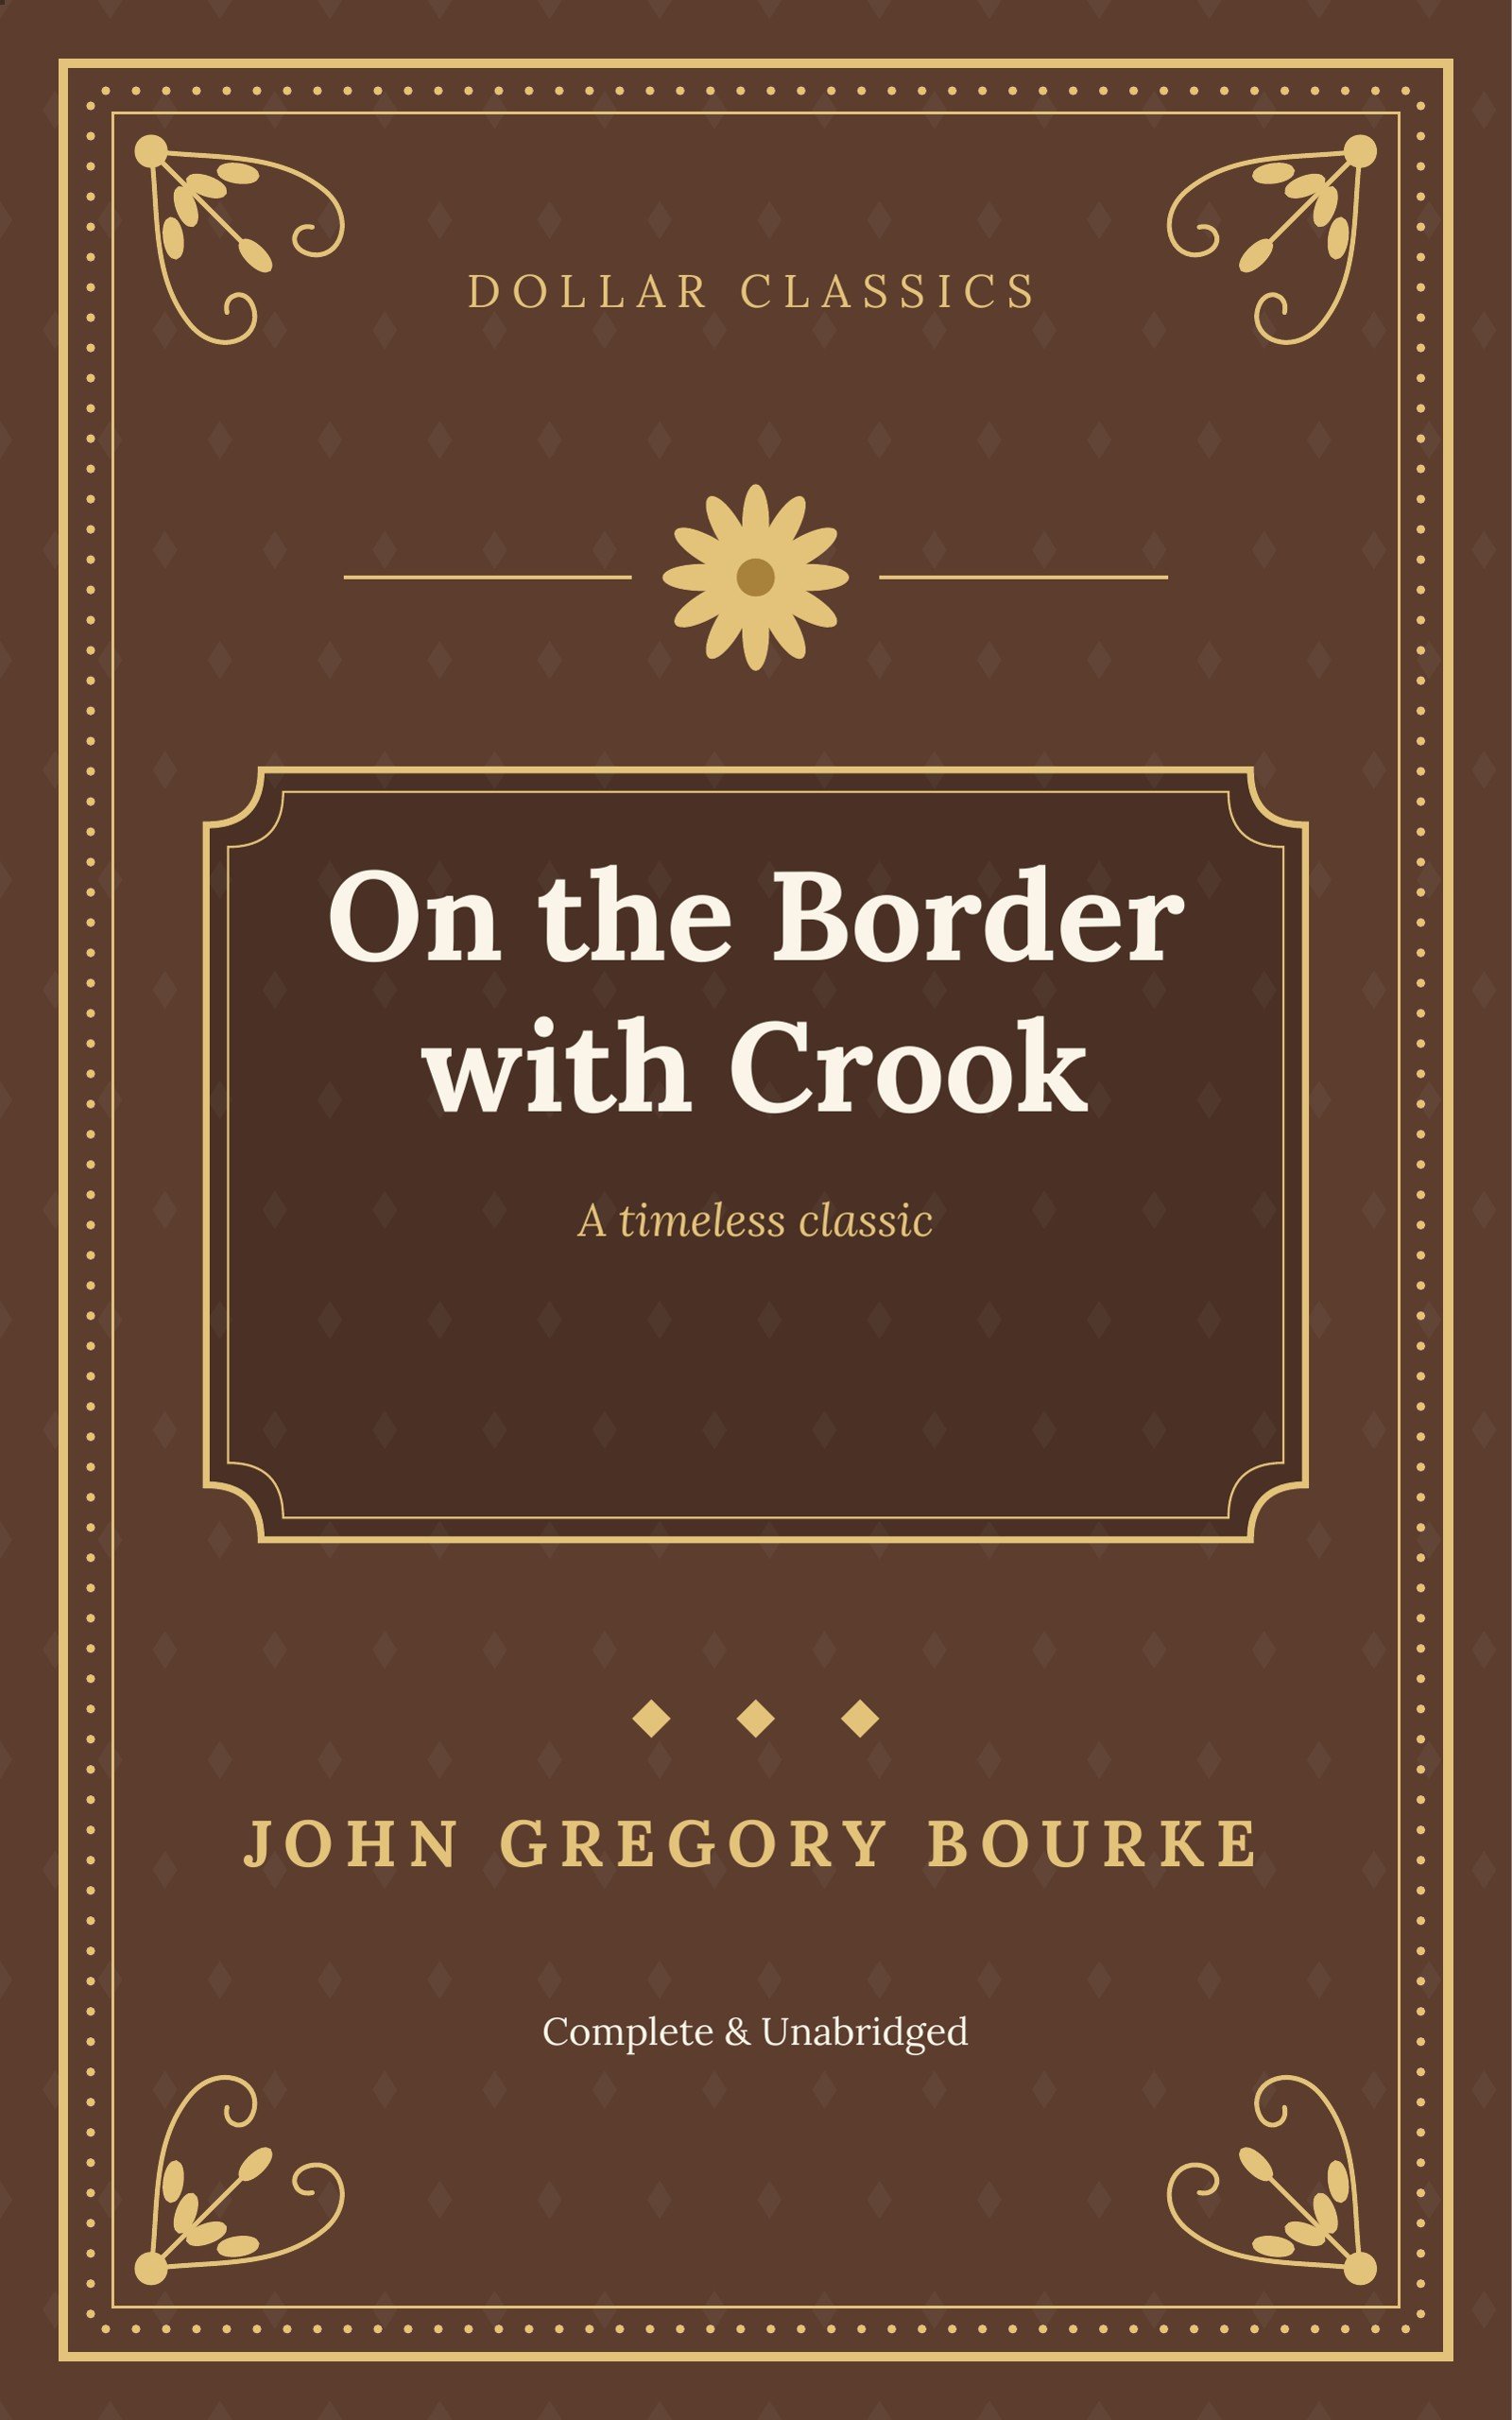 DOLLAR CLASSICS
On the Border
with Crook
A timeless classic
JOHN GREGORY BOURKE
Complete & Unabridged